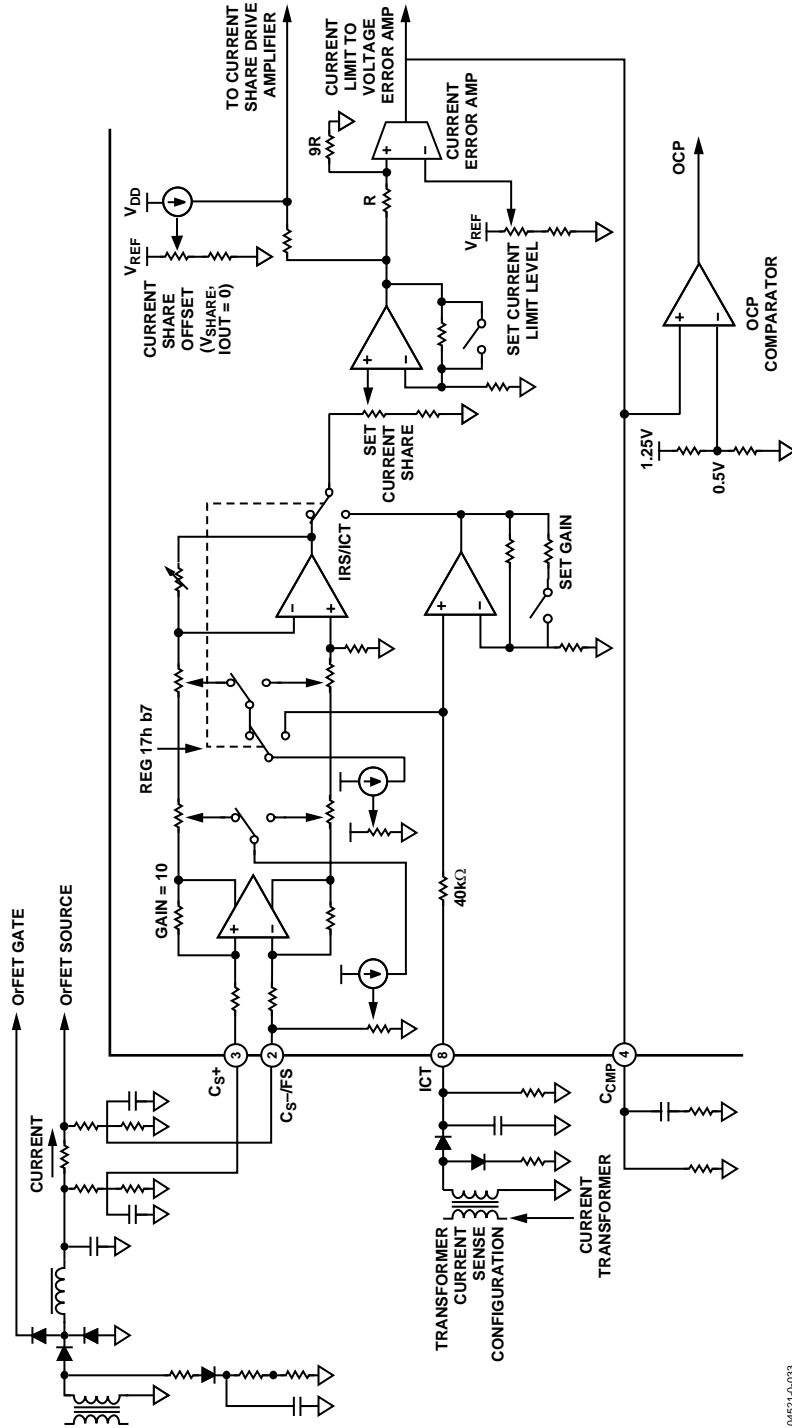 OrFET GATE
OrFET SOURCE
CURRENT
CS+
3
2
CS–/FS
GAIN = 10
REG 17h b7
IRS/ICT
SET
CURRENT
SHARE
VREF
VDD
CURRENT
SHARE
OFFSET
(VSHARE,
IOUT = 0)
TO CURRENT
SHARE DRIVE
AMPLIFIER
R
9R
CURRENT
LIMIT TO
VOLTAGE
ERROR AMP
CURRENT
ERROR AMP
VREF
SET CURRENT
LIMIT LEVEL
ICT
8
40kΩ
SET GAIN
TRANSFORMER
CURRENT
SENSE
CONFIGURATION
CURRENT
TRANSFORMER
CCMP
4
1.25V
0.5V
OCP
OCP
COMPARATOR
+
–
+
–
+
–
+
–
+
–
+
–
04521-0-033